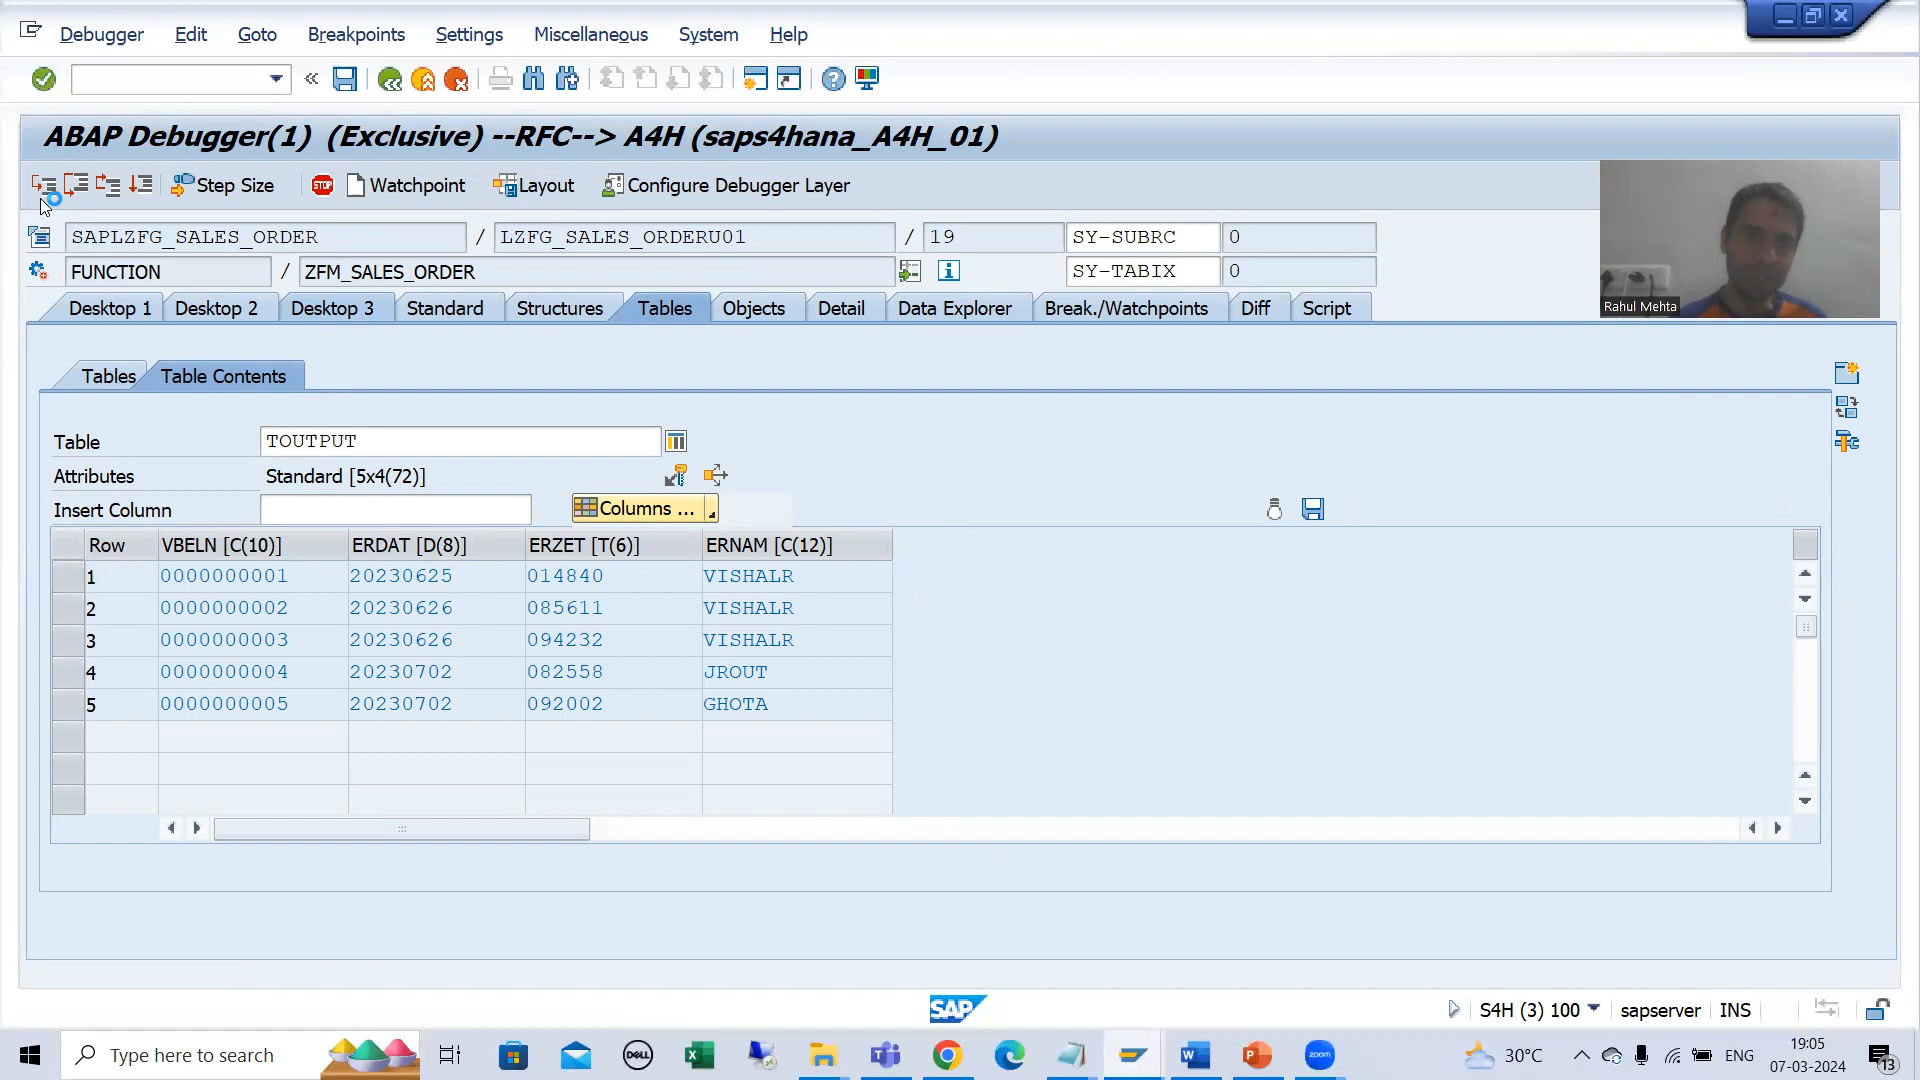 Debugger Edit Goto Breakpoints Settings Miscellaneous System Help
ABAP Debugger(1) (Exclusive) --RFC--> A4H (saps4hana_A4H_01)
Step Size STOP Watchpoint Layout Configure Debugger Layer
SAPLZFG_SALES_ORDER / LZFG_SALES_ORDERU01 / 19 SY-SUBRC 0
FUNCTION / ZFM_SALES_ORDER SY-TABIX 0
Rahul Mehta
Desktop 1 Desktop 2 Desktop 3 Standard Structures Tables Objects Detail Data Explorer Break./Watchpoints Diff Script
Tables Table Contents
Table TOUTPUT
Attributes Standard [5x4(72)]
Insert Column Columns ...
Row VBELN [C(10)] ERDAT [D(8)] ERZET [T(6)] ERNAM [C(12)]
1 0000000001 20230625 014840 VISHALR
2 0000000002 20230626 085611 VISHALR
3 0000000003 20230626 094232 VISHALR
4 0000000004 20230702 082558 JROUT
5 0000000005 20230702 092002 GHOTA
SAP S4H (3) 100 sapserver INS
Type here to search DELL zoom 30°C ENG 19:05
07-03-2024 13